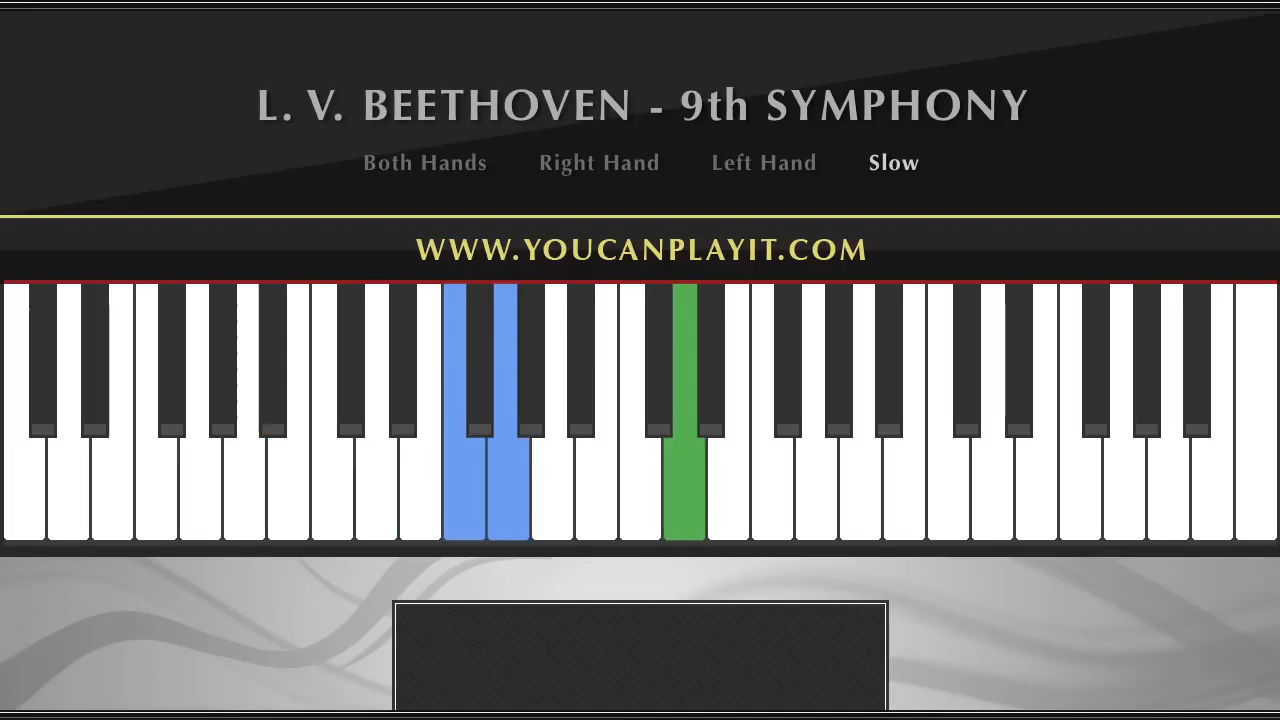 L. V. BEETHOVEN - 9th SYMPHONY
Both Hands Right Hand Left Hand Slow
WWW.YOUCANPLAYIT.COM